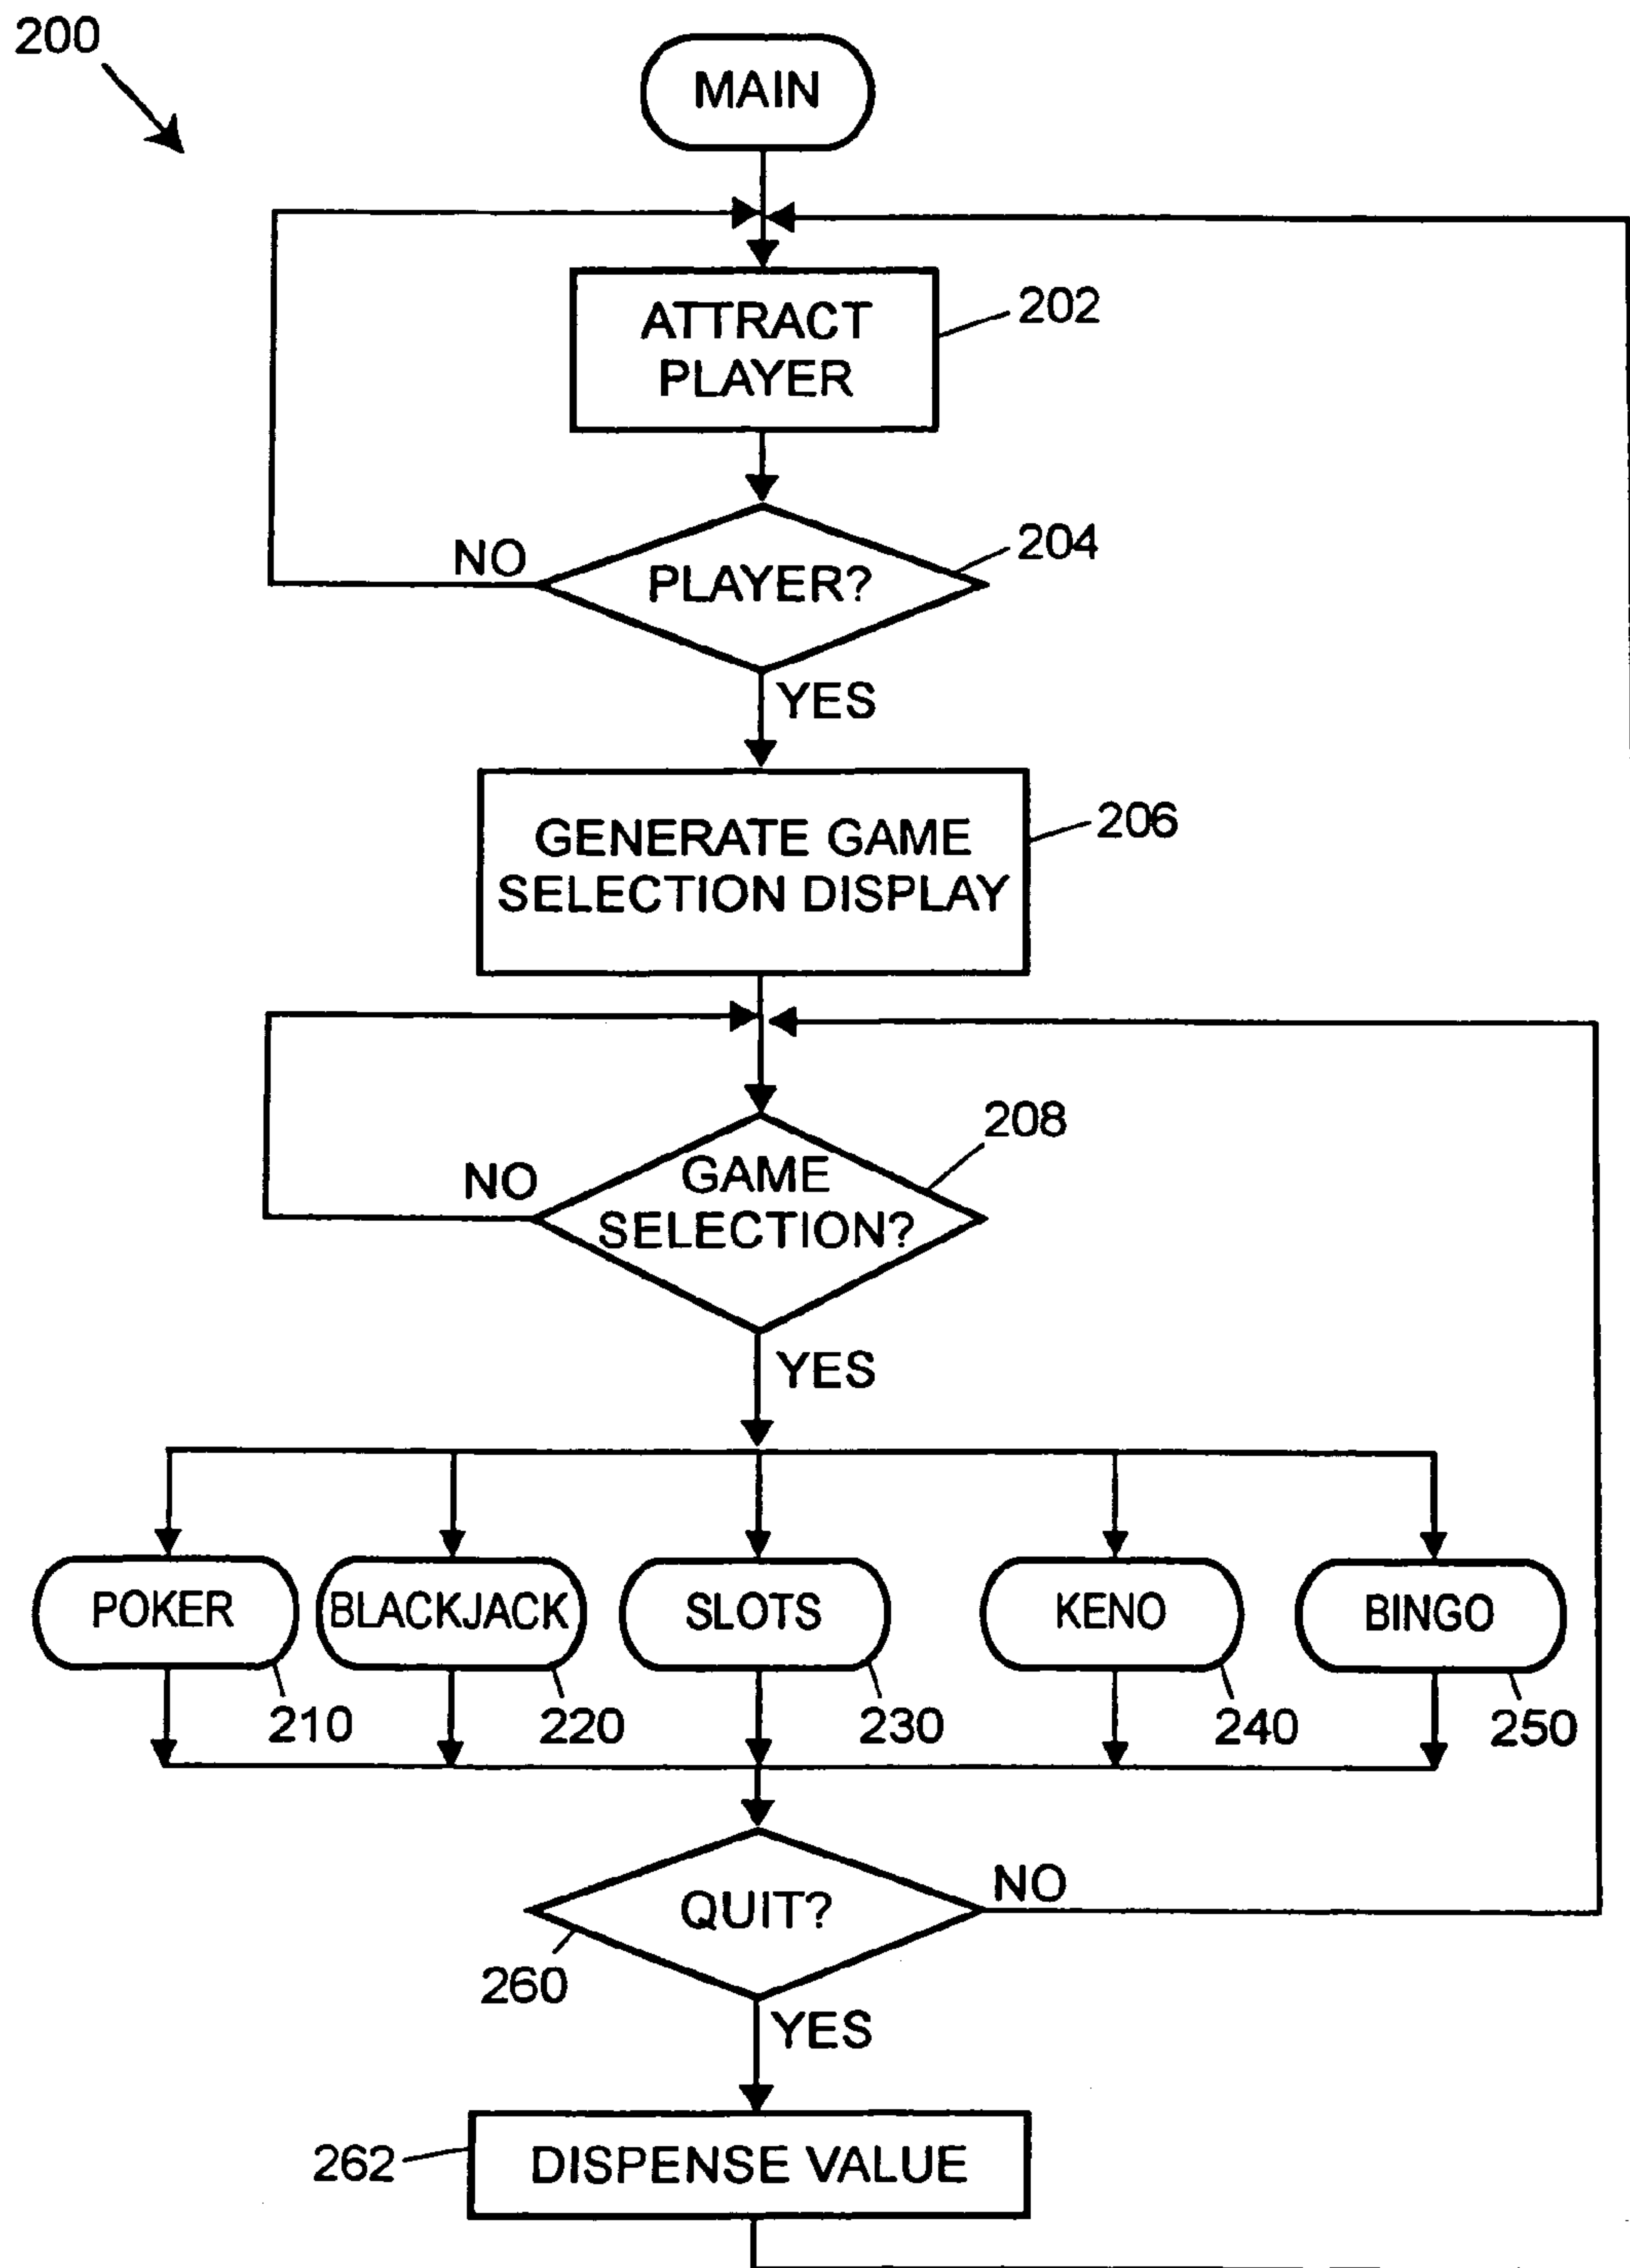 200
MAIN
ATTRACT
PLAYER
202
NO
PLAYER?
204
YES
GENERATE GAME
SELECTION DISPLAY
206
NO
GAME
SELECTION?
208
YES
POKER
BLACKJACK
SLOTS
KENO
BINGO
210
220
230
240
250
QUIT?
NO
260
YES
262
DISPENSE VALUE